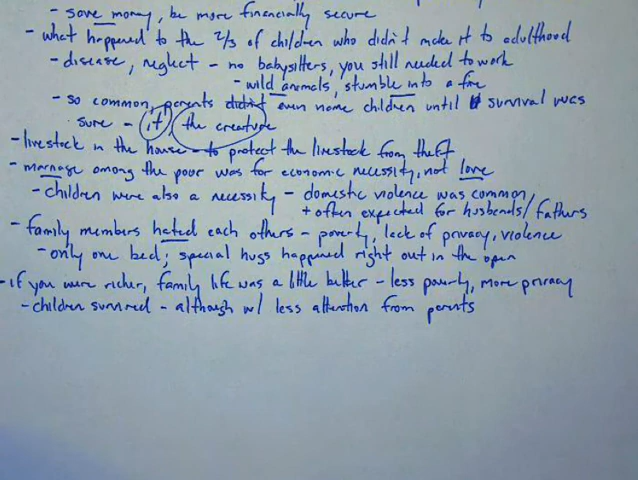 - save money, be more financially secure
- what happened to the 2/3 of children who didn't make it to adulthood
- disease, neglect - no babysitters, you still needed to work
- wild animals, stumble into a fire
- so common, parents didn't even name children until survival was
sure - it, the creature
- livestock in the house - to protect the livestock from theft
- marriage among the poor was for economic necessity, not love
- children were also a necessity - domestic violence was common,
+ often expected for husbands/fathers
- family members hated each others - poverty, lack of privacy, violence
- only one bed; special hugs happened right out in the open
- if you were richer, family life was a little better - less poverty, more privacy
- children survived - although w/ less attention from parents